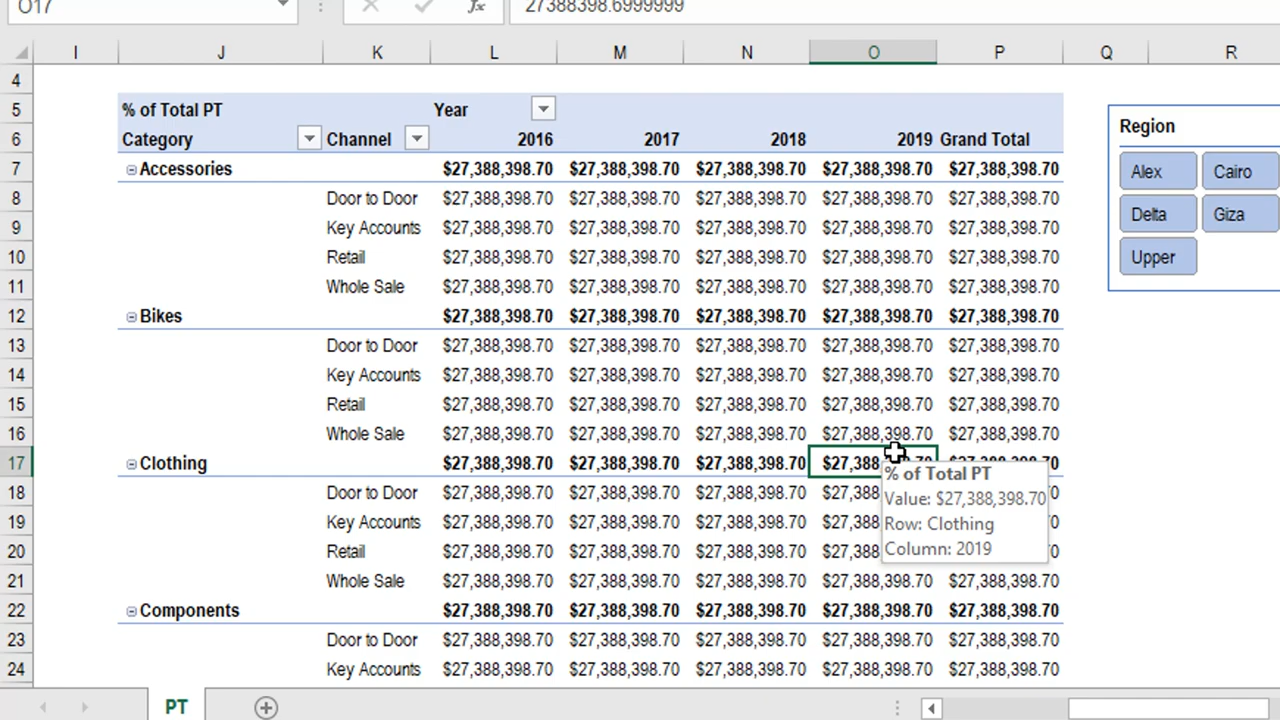 O17 fx 27388398.6999999
I J K L M N O P Q R
4
5 % of Total PT Year
6 Category Channel 2016 2017 2018 2019 Grand Total
7 Accessories $27,388,398.70 $27,388,398.70 $27,388,398.70 $27,388,398.70 $27,388,398.70
8 Door to Door $27,388,398.70 $27,388,398.70 $27,388,398.70 $27,388,398.70 $27,388,398.70
9 Key Accounts $27,388,398.70 $27,388,398.70 $27,388,398.70 $27,388,398.70 $27,388,398.70
10 Retail $27,388,398.70 $27,388,398.70 $27,388,398.70 $27,388,398.70 $27,388,398.70
11 Whole Sale $27,388,398.70 $27,388,398.70 $27,388,398.70 $27,388,398.70 $27,388,398.70
12 Bikes $27,388,398.70 $27,388,398.70 $27,388,398.70 $27,388,398.70 $27,388,398.70
13 Door to Door $27,388,398.70 $27,388,398.70 $27,388,398.70 $27,388,398.70 $27,388,398.70
14 Key Accounts $27,388,398.70 $27,388,398.70 $27,388,398.70 $27,388,398.70 $27,388,398.70
15 Retail $27,388,398.70 $27,388,398.70 $27,388,398.70 $27,388,398.70 $27,388,398.70
16 Whole Sale $27,388,398.70 $27,388,398.70 $27,388,398.70 $27,388,398.70 $27,388,398.70
17 Clothing $27,388,398.70 $27,388,398.70 $27,388,398.70 $27,388
18 Door to Door $27,388,398.70 $27,388,398.70 $27,388,398.70 $27,388
19 Key Accounts $27,388,398.70 $27,388,398.70 $27,388,398.70 $27,388
20 Retail $27,388,398.70 $27,388,398.70 $27,388,398.70 $27,388
21 Whole Sale $27,388,398.70 $27,388,398.70 $27,388,398.70 $27,388,398.70 $27,388,398.70
22 Components $27,388,398.70 $27,388,398.70 $27,388,398.70 $27,388,398.70 $27,388,398.70
23 Door to Door $27,388,398.70 $27,388,398.70 $27,388,398.70 $27,388,398.70 $27,388,398.70
24 Key Accounts $27,388,398.70 $27,388,398.70 $27,388,398.70 $27,388,398.70 $27,388,398.70
% of Total PT
Value: $27,388,398.70
Row: Clothing
Column: 2019
Region
Alex Cairo
Delta Giza
Upper
PT